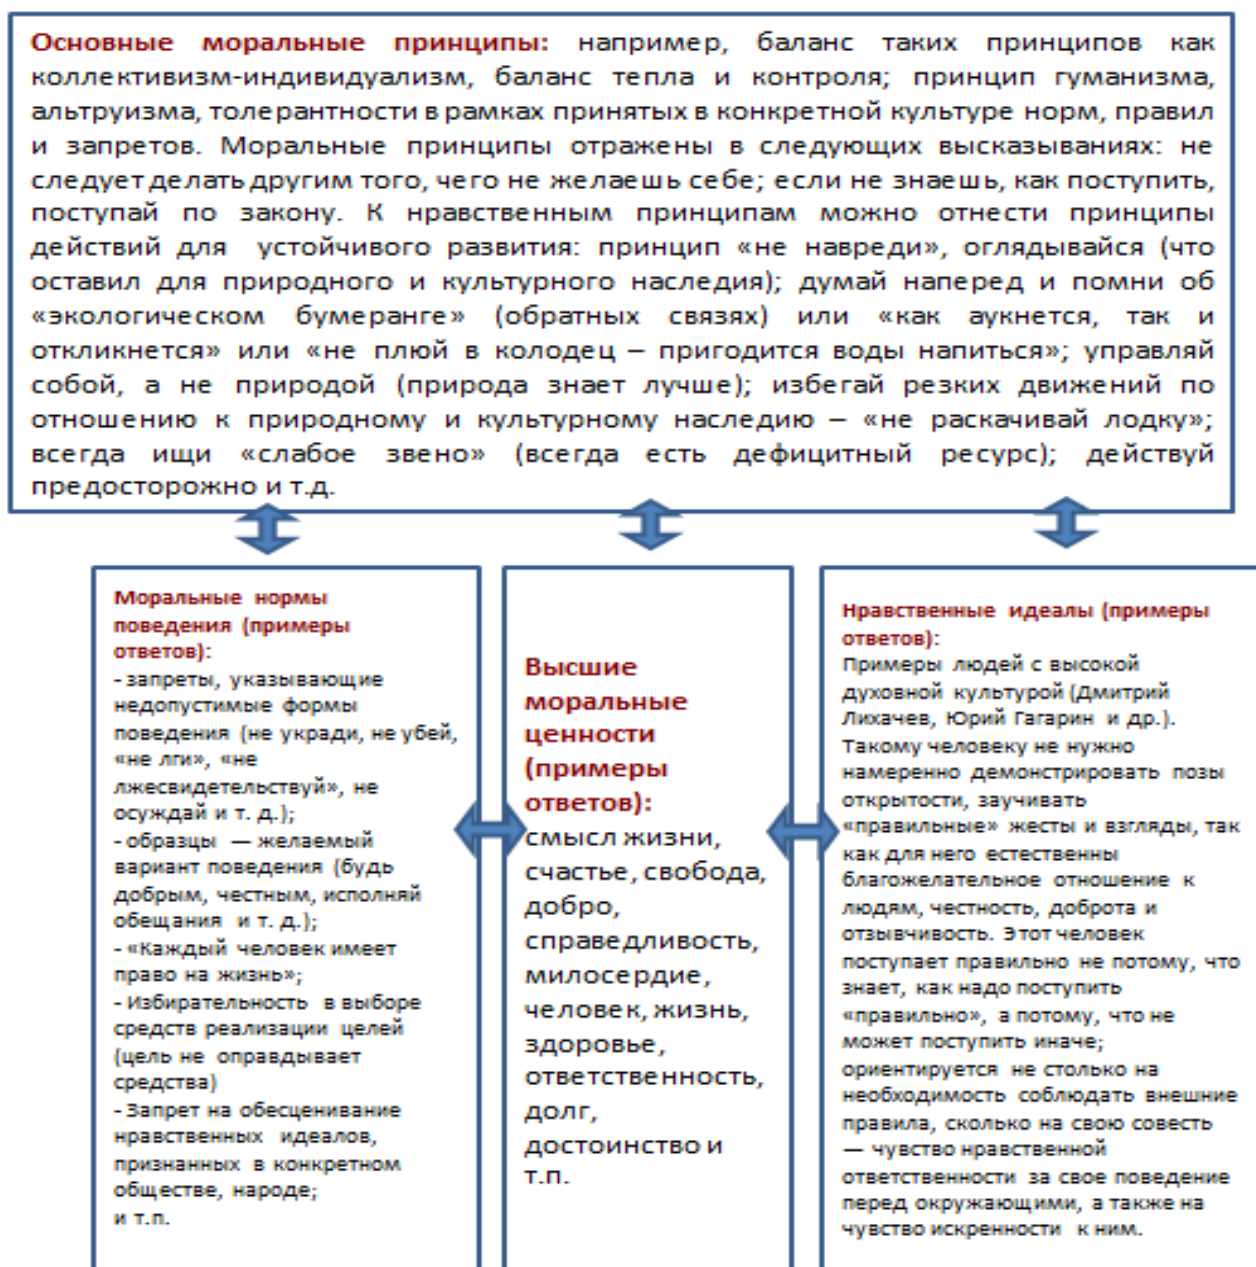 Основные моральные принципы: например, баланс таких принципов как
коллективизм-индивидуализм, баланс тепла и контроля; принцип гуманизма,
альтруизма, толерантности в рамках принятых в конкретной культуре норм, правил
и запретов. Моральные принципы отражены в следующих высказываниях: не
следует делать другим того, чего не желаешь себе; если не знаешь, как поступить,
поступай по закону. К нравственным принципам можно отнести принципы
действий для устойчивого развития: принцип «не навреди», оглядывайся (что
оставил для природного и культурного наследия); думай наперед и помни об
«экологическом бумеранге» (обратных связях) или «как аукнется, так и
откликнется» или «не плюй в колодец – пригодится воды напиться»; управляй
собой, а не природой (природа знает лучше); избегай резких движений по
отношению к природному и культурному наследию – «не раскачивай лодку»;
всегда ищи «слабое звено» (всегда есть дефицитный ресурс); действуй
предосторожно и т.д.
Моральные нормы
поведения (примеры
ответов):
- запреты, указывающие
недопустимые формы
поведения (не укради, не убей,
«не лги», «не
лжесвидетельствуй», не
осуждай и т. д.);
- образцы — желаемый
вариант поведения (будь
добрым, честным, исполняй
обещания и т. д.);
- «Каждый человек имеет
право на жизнь»;
- Избирательность в выборе
средств реализации целей
(цель не оправдывает
средства)
- Запрет на обесценивание
нравственных идеалов,
признанных в конкретном
обществе, народе;
и т.п.
Высшие
моральные
ценности
(примеры
ответов):
смысл жизни,
счастье, свобода,
добро,
справедливость,
милосердие,
человек, жизнь,
здоровье,
ответственность,
долг,
достоинство и
т.п.
Нравственные идеалы (примеры
ответов):
Примеры людей с высокой
духовной культурой (Дмитрий
Лихачев, Юрий Гагарин и др.).
Такому человеку не нужно
намеренно демонстрировать позы
открытости, заучивать
«правильные» жесты и взгляды, так
как для него естественны
благожелательное отношение к
людям, честность, доброта и
отзывчивость. Этот человек
поступает правильно не потому, что
знает, как надо поступить
«правильно», а потому, что не
может поступить иначе;
ориентируется не столько на
необходимость соблюдать внешние
правила, сколько на свою совесть
— чувство нравственной
ответственности за свое поведение
перед окружающими, а также на
чувство искренности к ним.